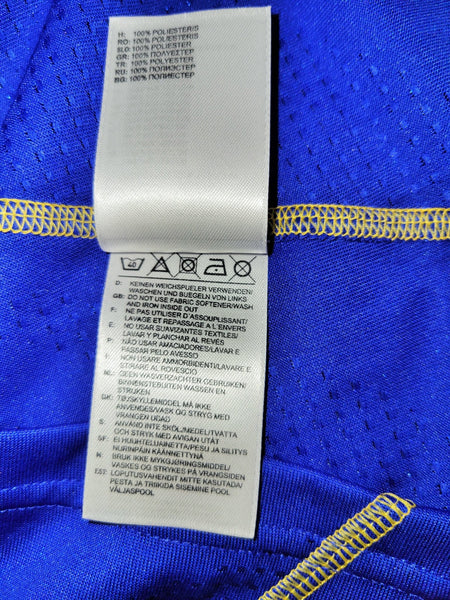 H: 100% POLIÉSZTER
RO: 100% POLIESTERIS
SLO: 100% POLIESTER
GR: 100% ΠΟΛΥΕΣΤΕΡ
TR: 100% POLYESTER
RU: 100% ПОЛИЭСТЕР
RU: 100% ПОЛИЭСТЕР
40
D: KEINEN WEICHSPUELER VERWENDEN/
WASCHEN UND BUEGELN VON LINKS
GB: DO NOT USE FABRIC SOFTENER/WASH
AND IRON INSIDE OUT
F: NE PAS UTILISER D'ASSOUPLISSANT/
LAVAGE ET REPASSAGE A L'ENVERS
E: NO USAR SUAVIZANTES TEXTILES/
LAVAR Y PLANCHAR AL REVÉS
P: NÃO USAR AMACIADORES/LAVAR E
PASSAR PELO AVESSO
I: NON USARE AMMORBIDENTI/LAVARE E
STIRARE AL ROVESCIO
NL: GEEN WASVERZACHTER GEBRUIKEN/
BINNENSTEBUITEN WASSEN EN
STRIJKEN
DK: TØJSKYLLEMIDDEL MÅ IKKE
ANVENDES/VASK OG STRYG MED
VRANGEN UDAD
S: ANVÄND INTE SKÖLJMEDEL/TVÄTTA
OCH STRYK MED AVIGAN UTÅT
SF: EI HUUHTELUAINETTA/PESU JA SILITYS
NURINPÄIN KÄÄNNETTYNÄ
N: BRUK IKKE MYKGJØRINGSMIDDEL/
VASKES OG STRYKES PÅ VRANGSIDEN
EST: LOPUTUSVAHENDIT MITTE KASUTADA/
PESTA JA TRIIKIDA SISEMINE POOL
VÄLJASPOOL